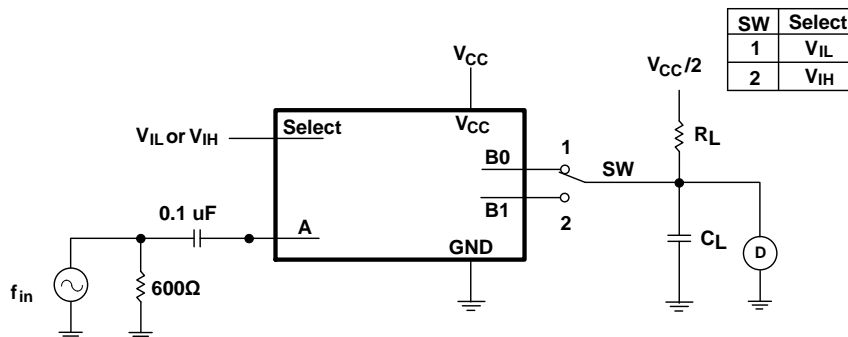 SW Select
1 VIL
2 VIH
VCC
VCC/2
VIL or VIH
Select
VCC
RL
B0
1
SW
B1
2
0.1 uF
A
GND
CL
D
fin
600Ω